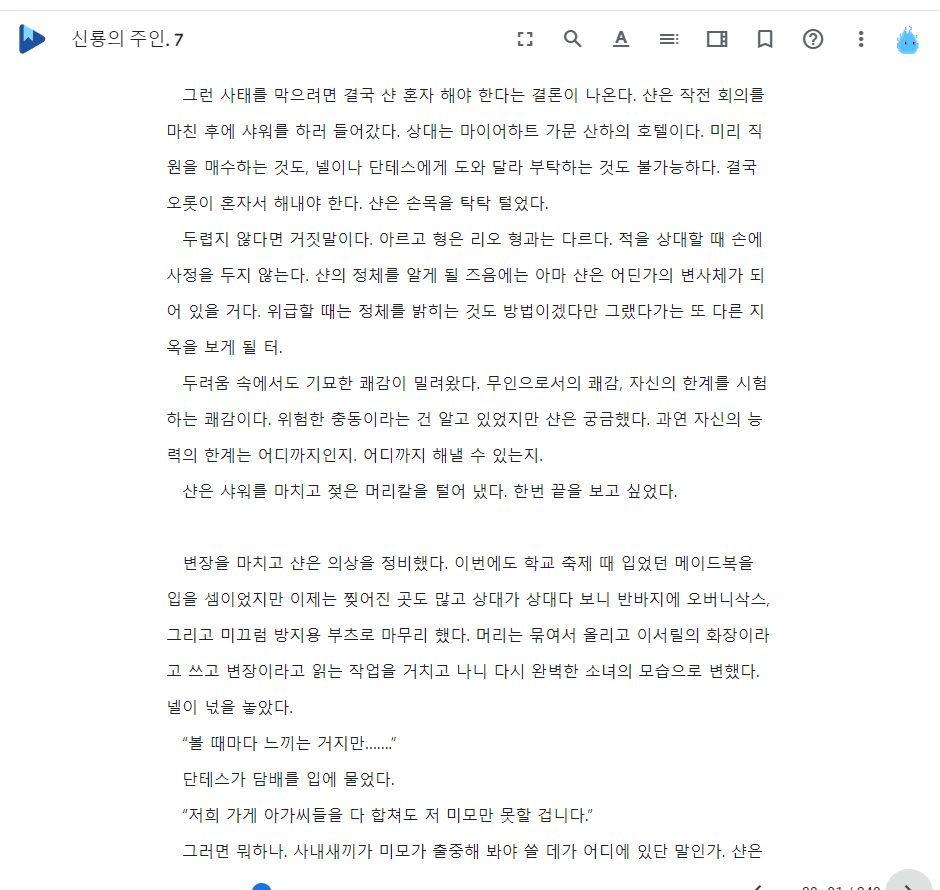 신룡의 주인. 7
그런 사태를 막으려면 결국 샨 혼자 해야 한다는 결론이 나온다. 샨은 작전 회의를
마친 후에 샤워를 하러 들어갔다. 상대는 마이어하트 가문 산하의 호텔이다. 미리 직
원을 매수하는 것도, 넬이나 단테스에게 도와 달라 부탁하는 것도 불가능하다. 결국
오롯이 혼자서 해내야 한다. 샨은 손목을 탁탁 털었다.
두렵지 않다면 거짓말이다. 아르고 형은 리오 형과는 다르다. 적을 상대할 때 손에
사정을 두지 않는다. 샨의 정체를 알게 될 즈음에는 아마 샨은 어딘가의 변사체가 되
어 있을 거다. 위급할 때는 정체를 밝히는 것도 방법이겠다만 그랬다가는 또 다른 지
옥을 보게 될 터.
두려움 속에서도 기묘한 쾌감이 밀려왔다. 무인으로서의 쾌감, 자신의 한계를 시험
하는 쾌감이다. 위험한 충동이라는 건 알고 있었지만 샨은 궁금했다. 과연 자신의 능
력의 한계는 어디까지인지. 어디까지 해낼 수 있는지.
샨은 샤워를 마치고 젖은 머리칼을 털어 냈다. 한번 끝을 보고 싶었다.
변장을 마치고 샨은 의상을 정비했다. 이번에도 학교 축제 때 입었던 메이드복을
입을 셈이었지만 이제는 찢어진 곳도 많고 상대가 상대다 보니 반바지에 오버니삭스,
그리고 미끄럼 방지용 부츠로 마무리 했다. 머리는 묶여서 올리고 이서릴의 화장이라
고 쓰고 변장이라고 읽는 작업을 거치고 나니 다시 완벽한 소녀의 모습으로 변했다.
넬이 넋을 놓았다.
“볼 때마다 느끼는 거지만…….”
단테스가 담배를 입에 물었다.
“저희 가게 아가씨들을 다 합쳐도 저 미모만 못할 겁니다.”
그러면 뭐하나. 사내새끼가 미모가 출중해 봐야 쓸 데가 어디에 있단 말인가. 샨은